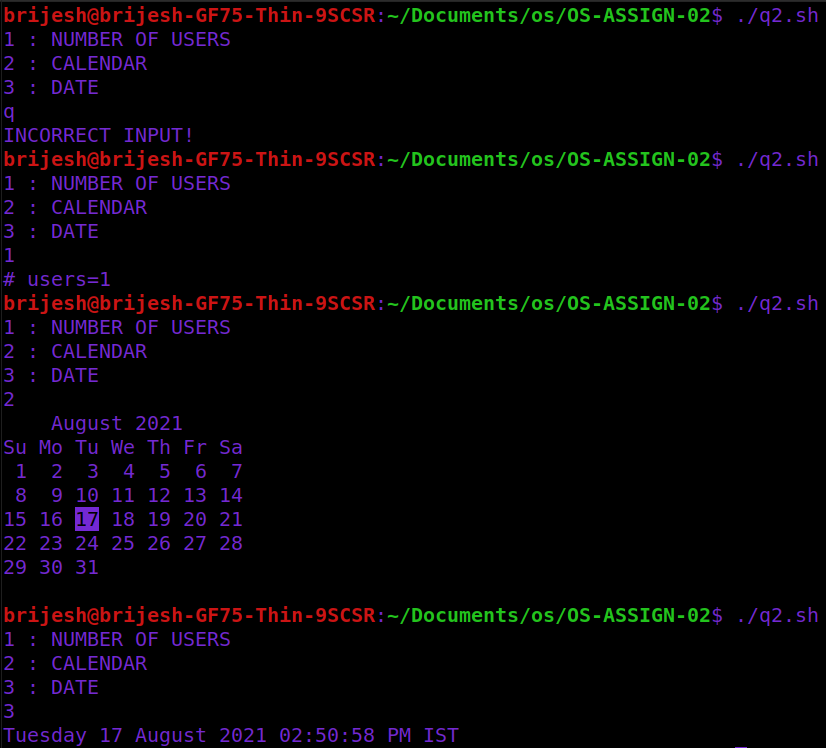 brijesh@brijesh-GF75-Thin-9SCSR:~/Documents/os/OS-ASSIGN-02$ ./q2.sh
1 : NUMBER OF USERS
2 : CALENDAR
3 : DATE
q
INCORRECT INPUT!
brijesh@brijesh-GF75-Thin-9SCSR:~/Documents/os/OS-ASSIGN-02$ ./q2.sh
1 : NUMBER OF USERS
2 : CALENDAR
3 : DATE
1
# users=1
brijesh@brijesh-GF75-Thin-9SCSR:~/Documents/os/OS-ASSIGN-02$ ./q2.sh
1 : NUMBER OF USERS
2 : CALENDAR
3 : DATE
2
    August 2021
Su Mo Tu We Th Fr Sa
 1  2  3  4  5  6  7
 8  9 10 11 12 13 14
15 16 17 18 19 20 21
22 23 24 25 26 27 28
29 30 31
brijesh@brijesh-GF75-Thin-9SCSR:~/Documents/os/OS-ASSIGN-02$ ./q2.sh
1 : NUMBER OF USERS
2 : CALENDAR
3 : DATE
3
Tuesday 17 August 2021 02:50:58 PM IST